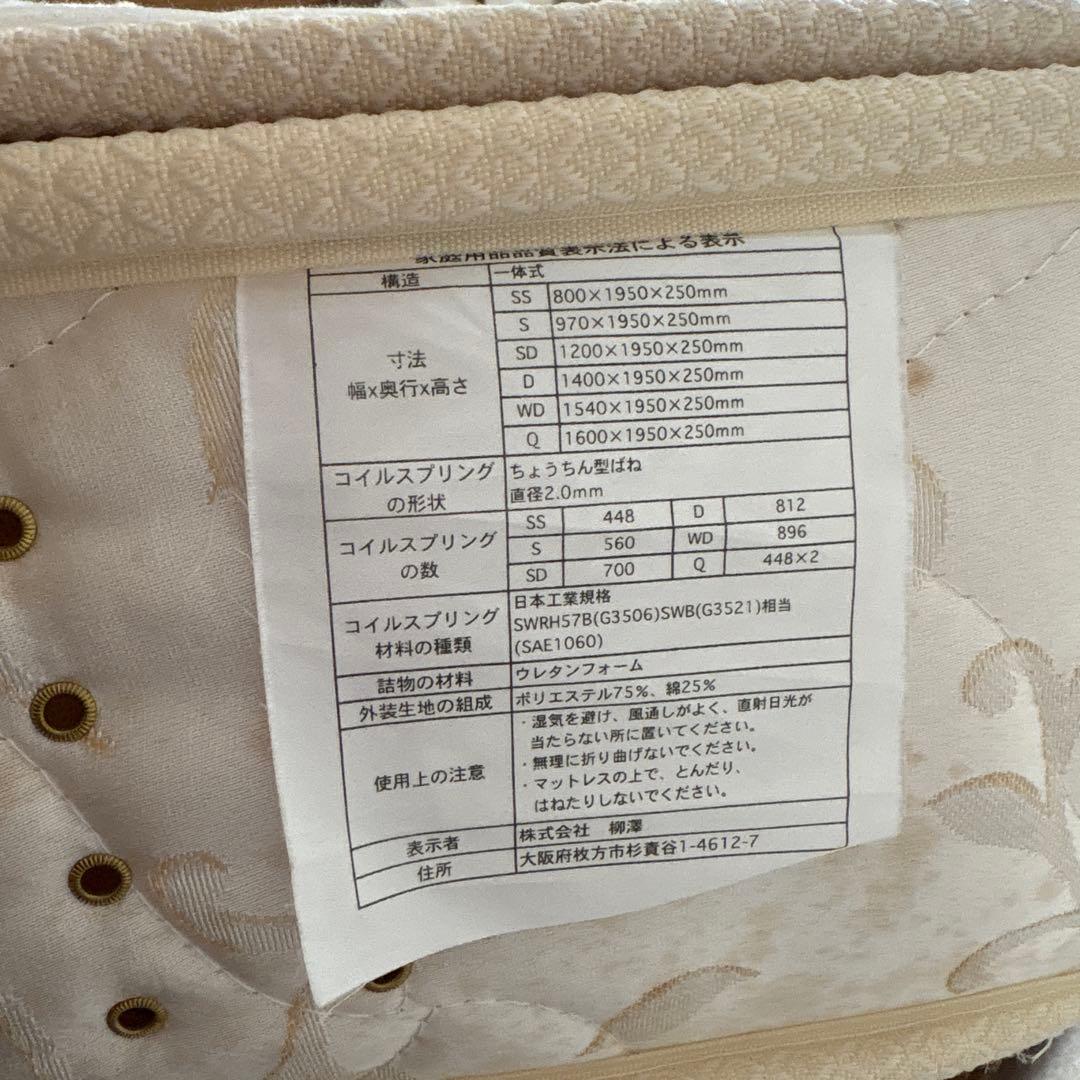 家庭用品品質表示法による表示
構造 一体式
寸法
幅x奥行x高さ
SS 800×1950×250mm
S 970×1950×250mm
SD 1200×1950×250mm
D 1400×1950×250mm
WD 1540×1950×250mm
Q 1600×1950×250mm
コイルスプリング
の形状
ちょうちん型ばね
直径2.0mm
コイルスプリング
の数
SS 448 D 812
S 560 WD 896
SD 700 Q 448×2
コイルスプリング
材料の種類
日本工業規格
SWRH57B(G3506)SWB(G3521)相当
(SAE1060)
詰物の材料 ウレタンフォーム
外装生地の組成 ポリエステル75%、綿25%
使用上の注意
・湿気を避け、風通しがよく、直射日光が
当たらない所に置いてください。
・無理に折り曲げないでください。
・マットレスの上で、とんだり、
はねたりしないでください。
表示者 株式会社 柳澤
住所 大阪府枚方市杉責谷1-4612-7